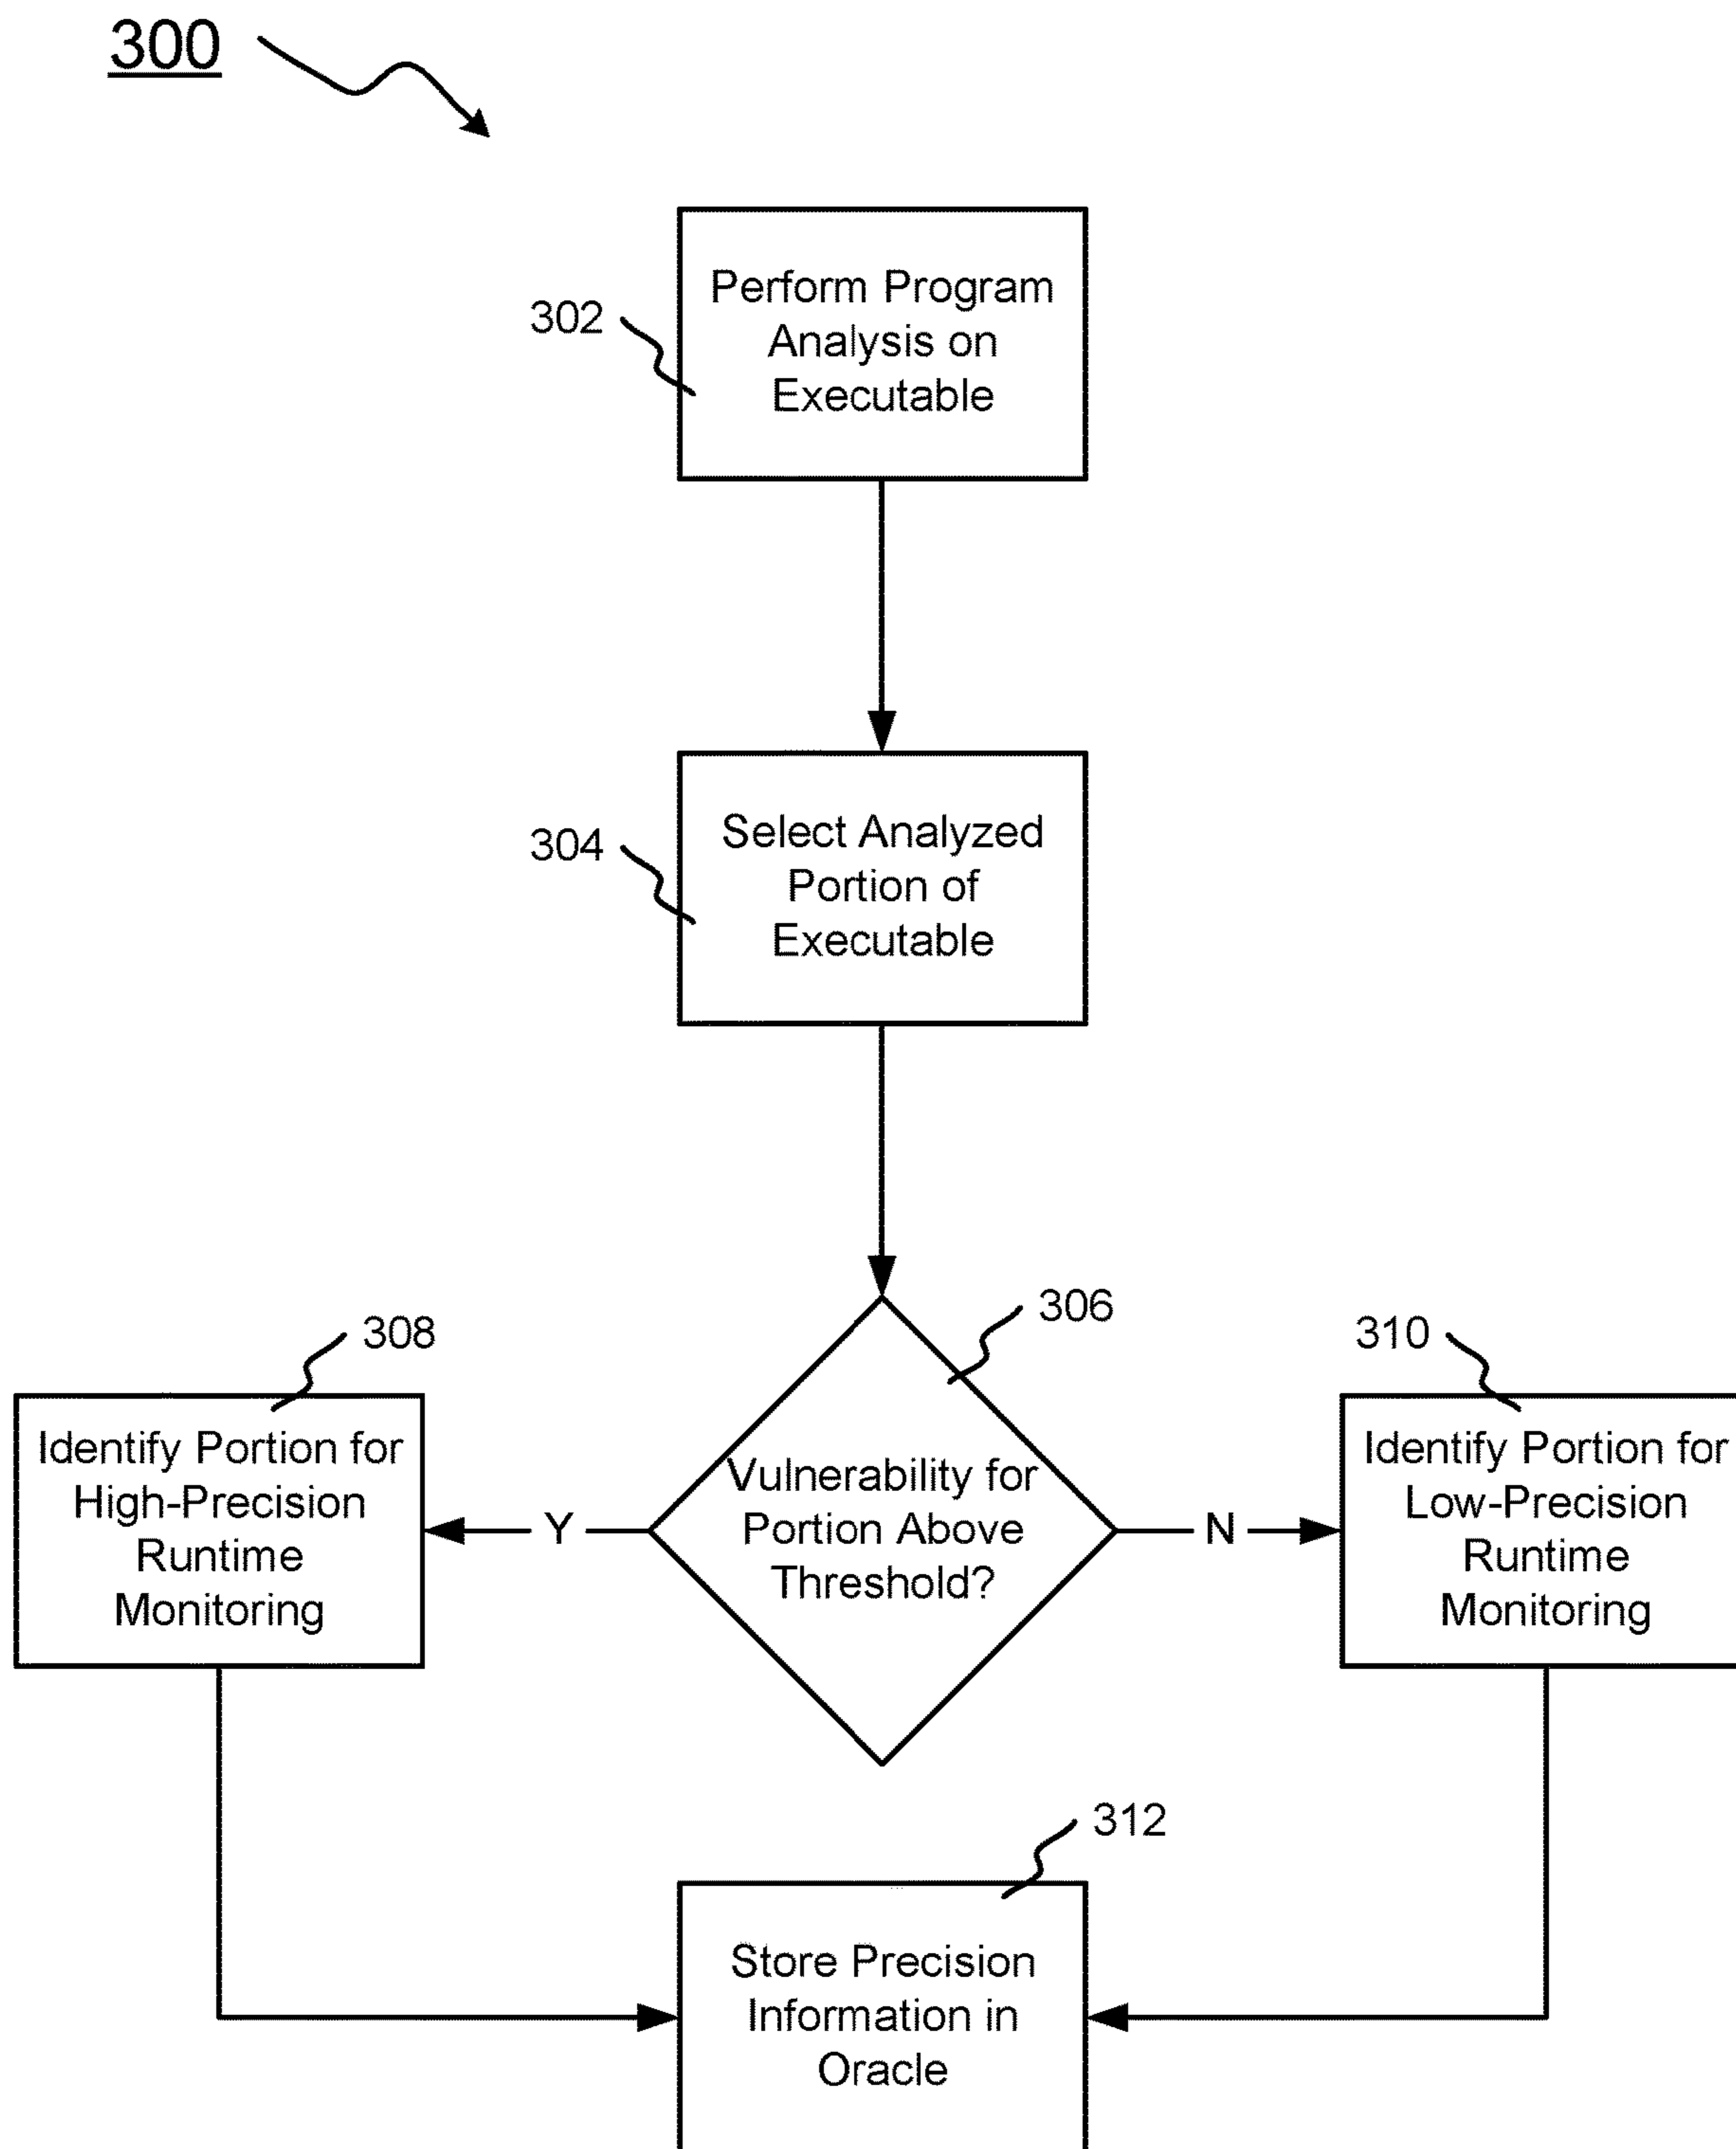 300
302
Perform Program
Analysis on
Executable
304
Select Analyzed
Portion of
Executable
306
308
310
Identify Portion for
High-Precision
Runtime
Monitoring
Y
Vulnerability for
Portion Above
Threshold?
N
Identify Portion for
Low-Precision
Runtime
Monitoring
312
Store Precision
Information in
Oracle